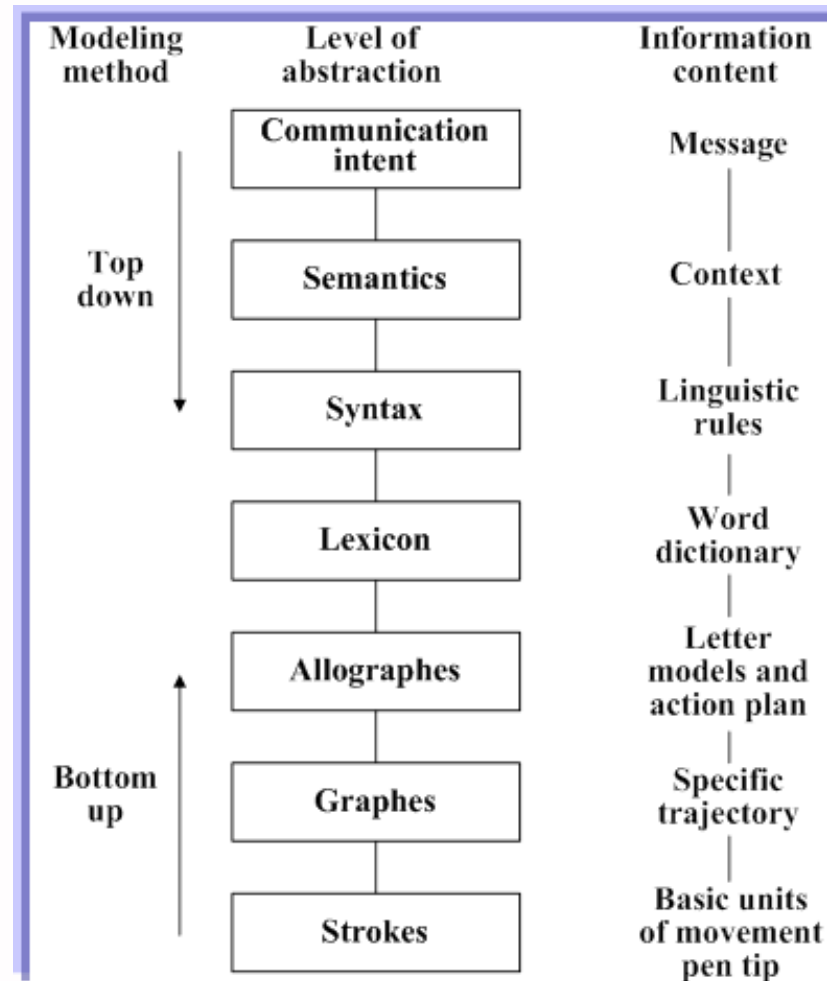 Modeling
method
Level of
abstraction
Information
content
Communication
intent
Message
Top
down
Semantics
Context
Syntax
Linguistic
rules
Lexicon
Word
dictionary
Allographes
Letter
models and
action plan
Bottom
up
Graphes
Specific
trajectory
Strokes
Basic units
of movement
pen tip